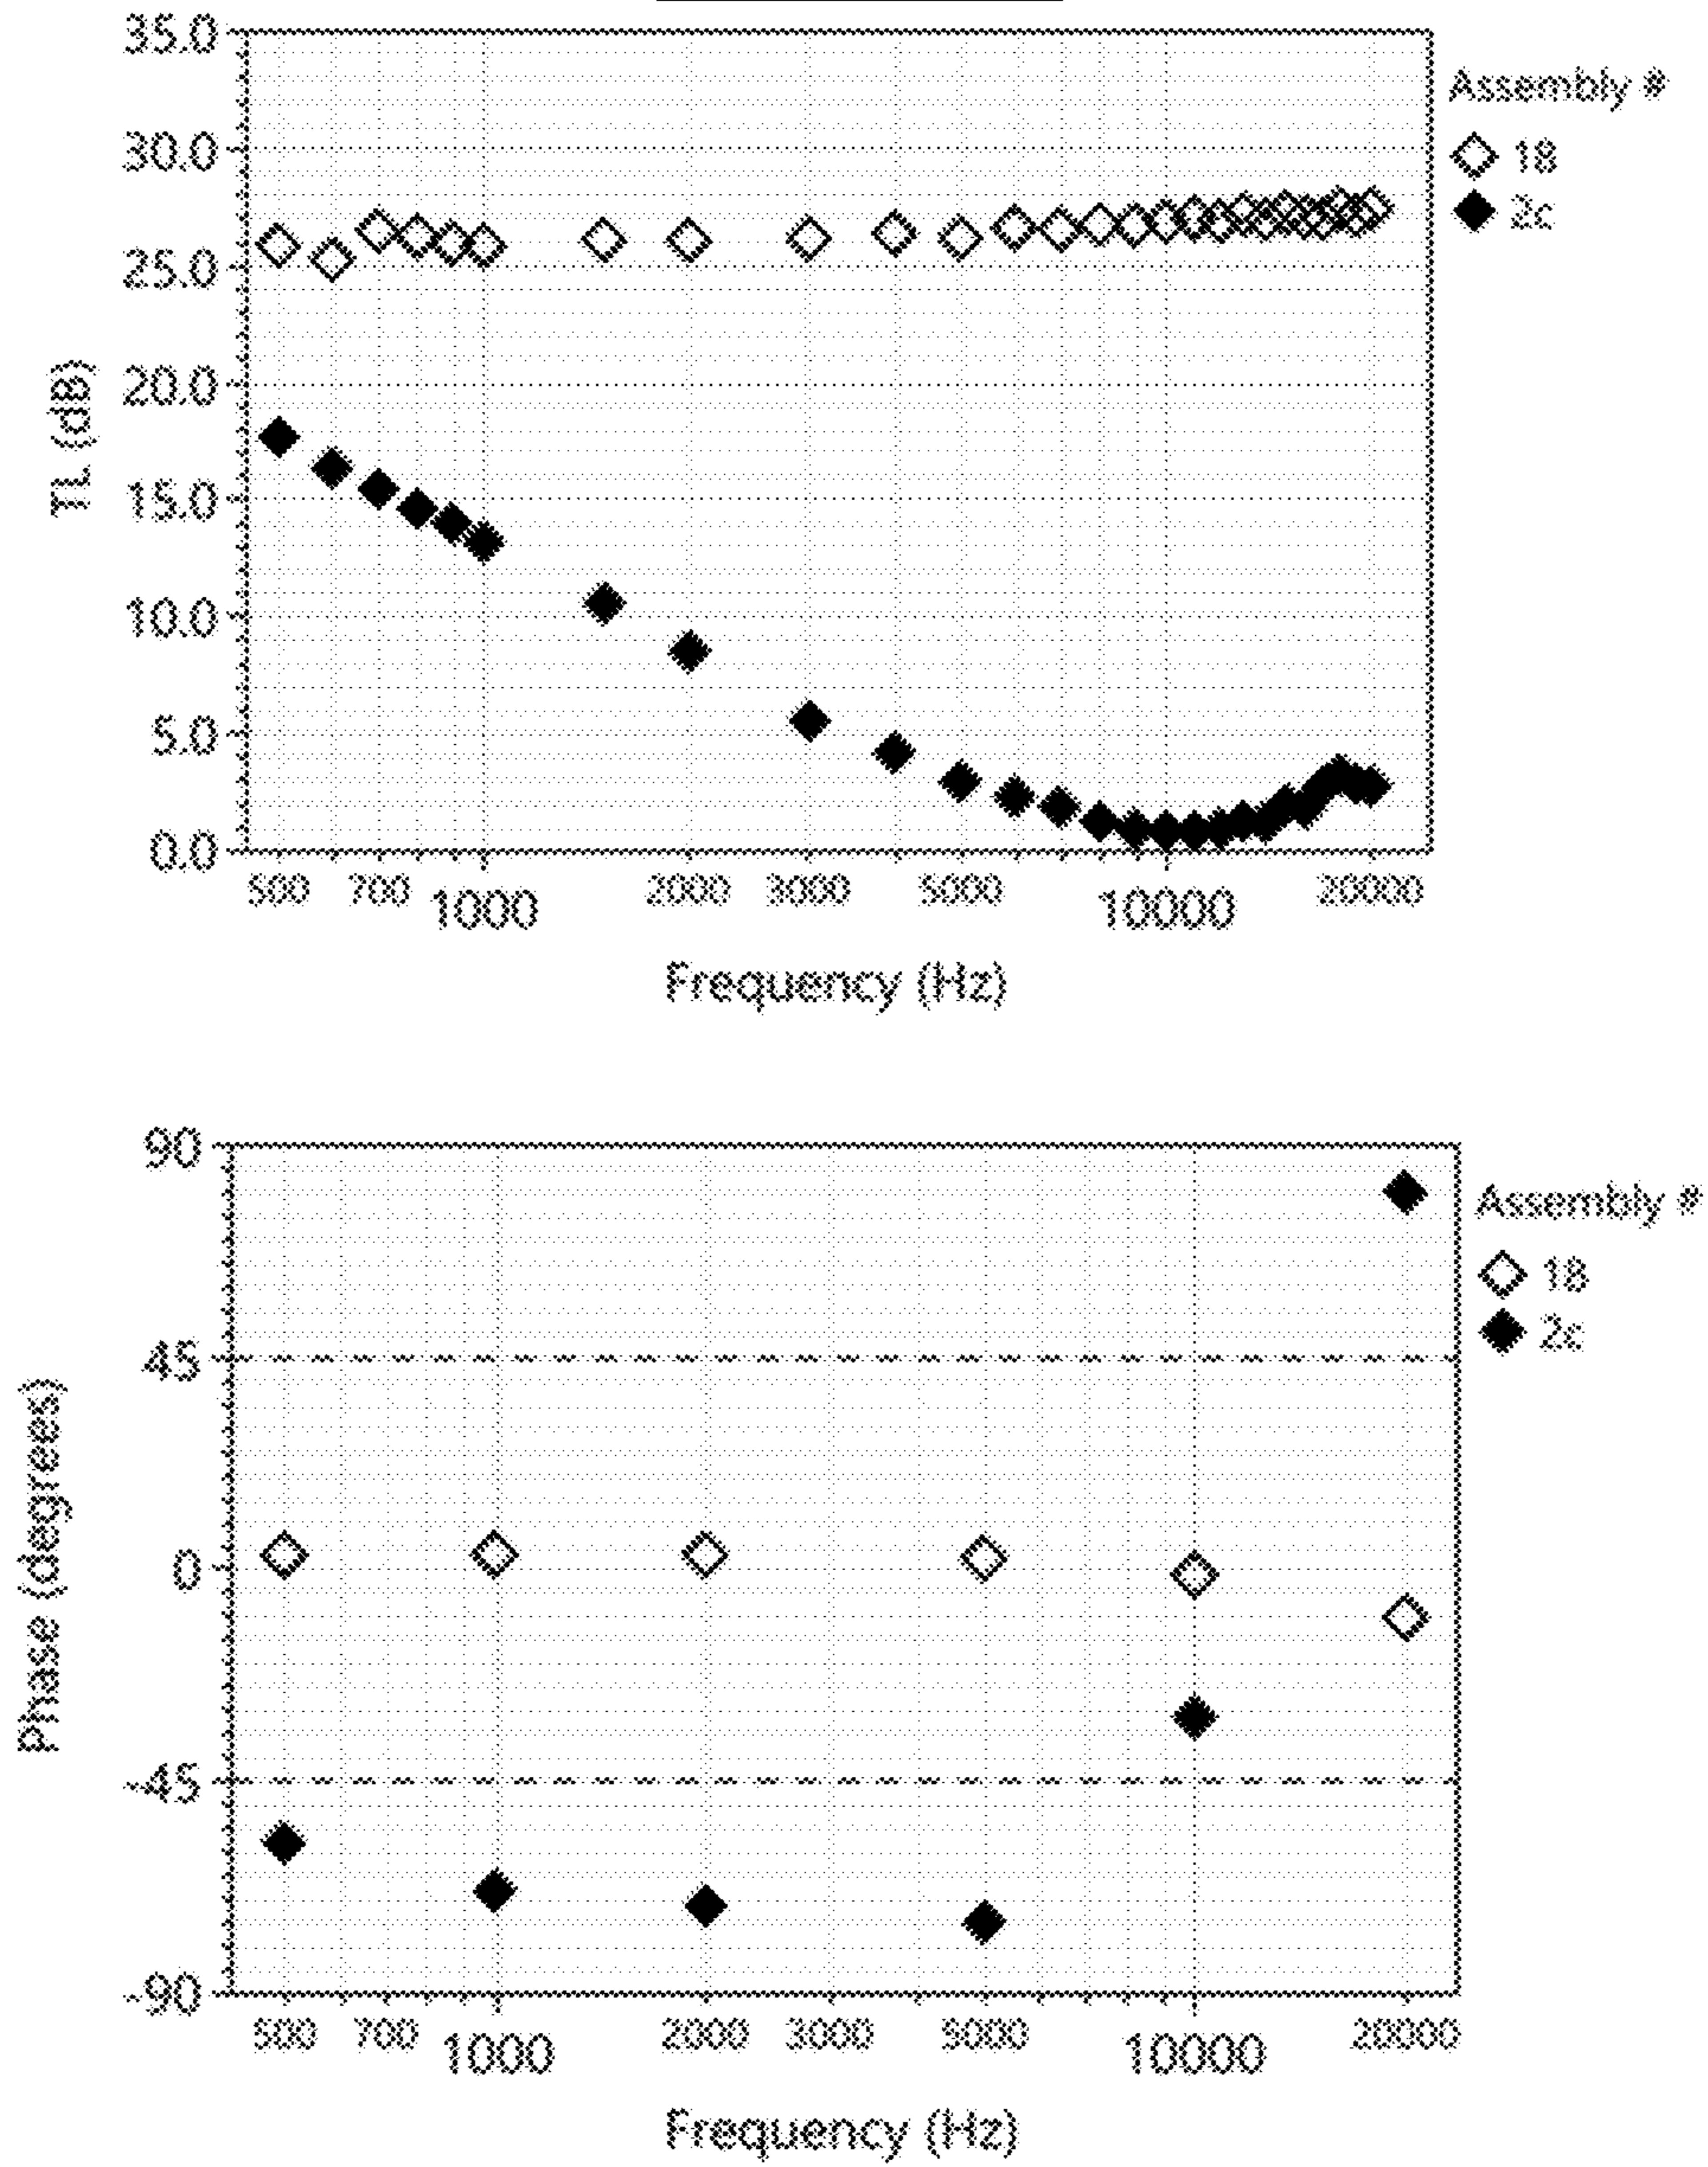 35.0
30.0
25.0
20.0
15.0
10.0
5.0
0.0
TL (dB)
500 700 1000 2000 3000 5000 10000 20000
Frequency (Hz)
Assembly #
18
2c
90
45
0
-45
-90
Phase (degrees)
500 700 1000 2000 3000 5000 10000 20000
Frequency (Hz)
Assembly #
18
2c